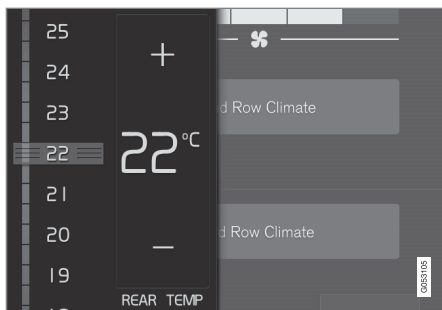 25
24
23
22
21
20
19
+
22°C
—
REAR TEMP
d Row Climate
d Row Climate
G053105